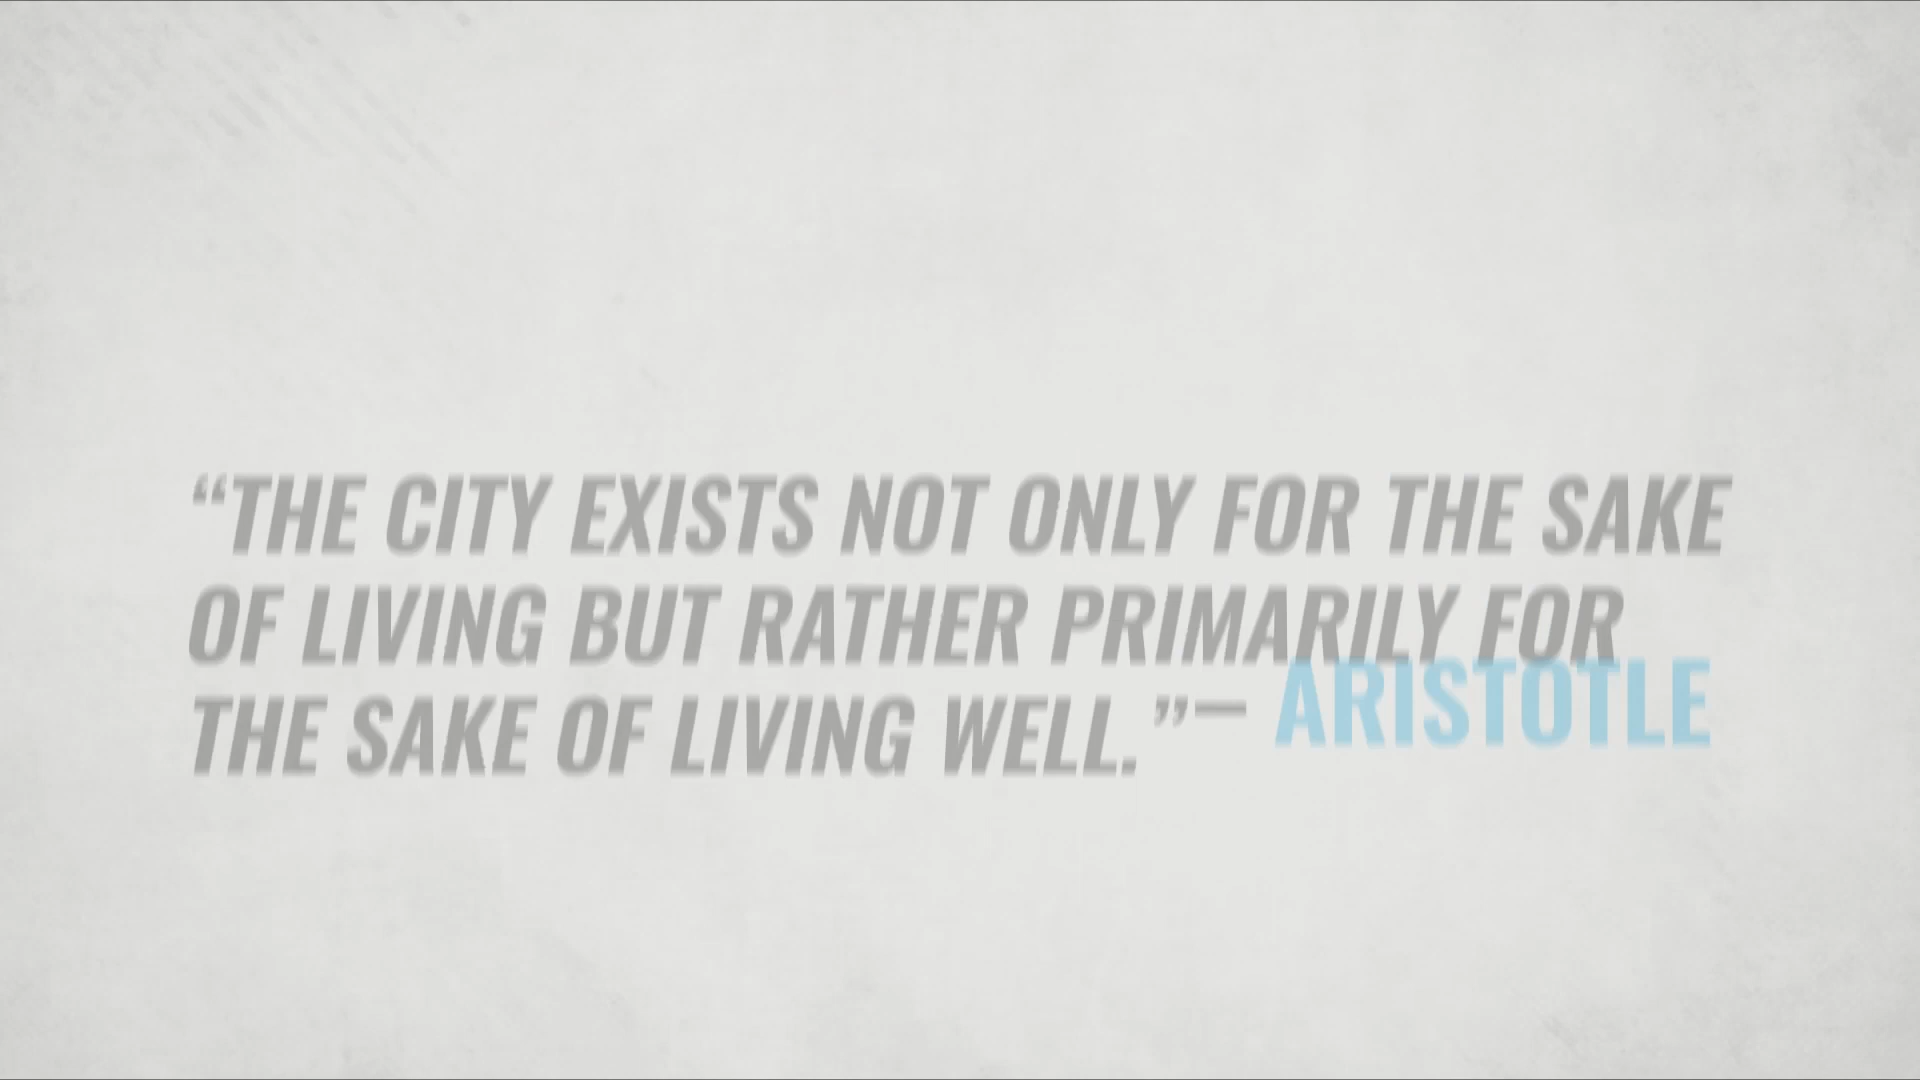 “THE CITY EXISTS NOT ONLY FOR THE SAKE
OF LIVING BUT RATHER PRIMARILY FOR
THE SAKE OF LIVING WELL.”— ARISTOTLE